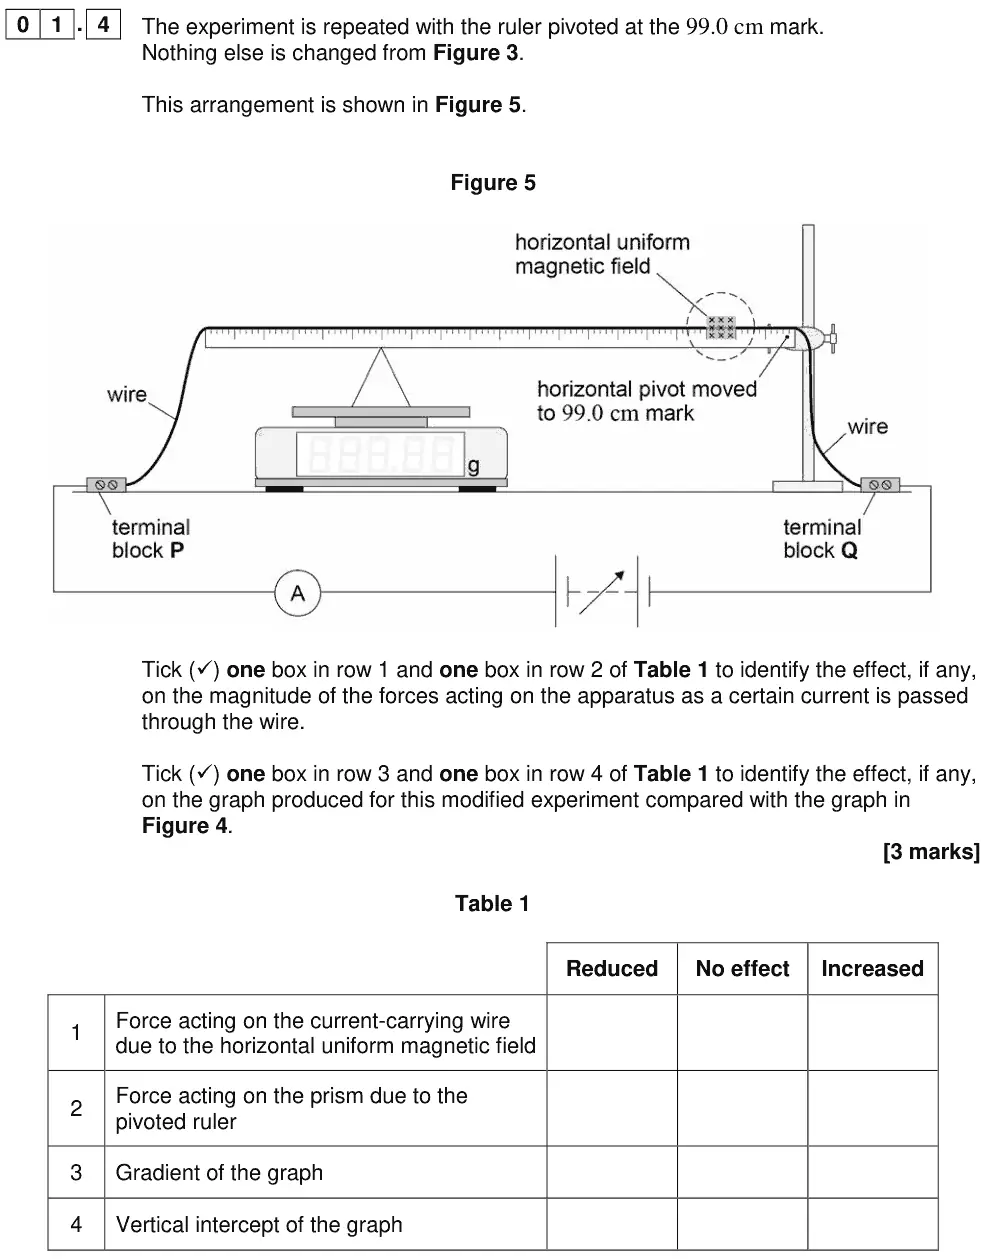 0 1 . 4 The experiment is repeated with the ruler pivoted at the 99.0 cm mark.
Nothing else is changed from Figure 3.
This arrangement is shown in Figure 5.
Figure 5
horizontal uniform
magnetic field
wire
horizontal pivot moved
to 99.0 cm mark
wire
888.88 g
terminal
block P
terminal
block Q
A
Tick (✓) one box in row 1 and one box in row 2 of Table 1 to identify the effect, if any,
on the magnitude of the forces acting on the apparatus as a certain current is passed
through the wire.
Tick (✓) one box in row 3 and one box in row 4 of Table 1 to identify the effect, if any,
on the graph produced for this modified experiment compared with the graph in
Figure 4.
[3 marks]
Table 1
Reduced No effect Increased
1 Force acting on the current-carrying wire
due to the horizontal uniform magnetic field
2 Force acting on the prism due to the
pivoted ruler
3 Gradient of the graph
4 Vertical intercept of the graph